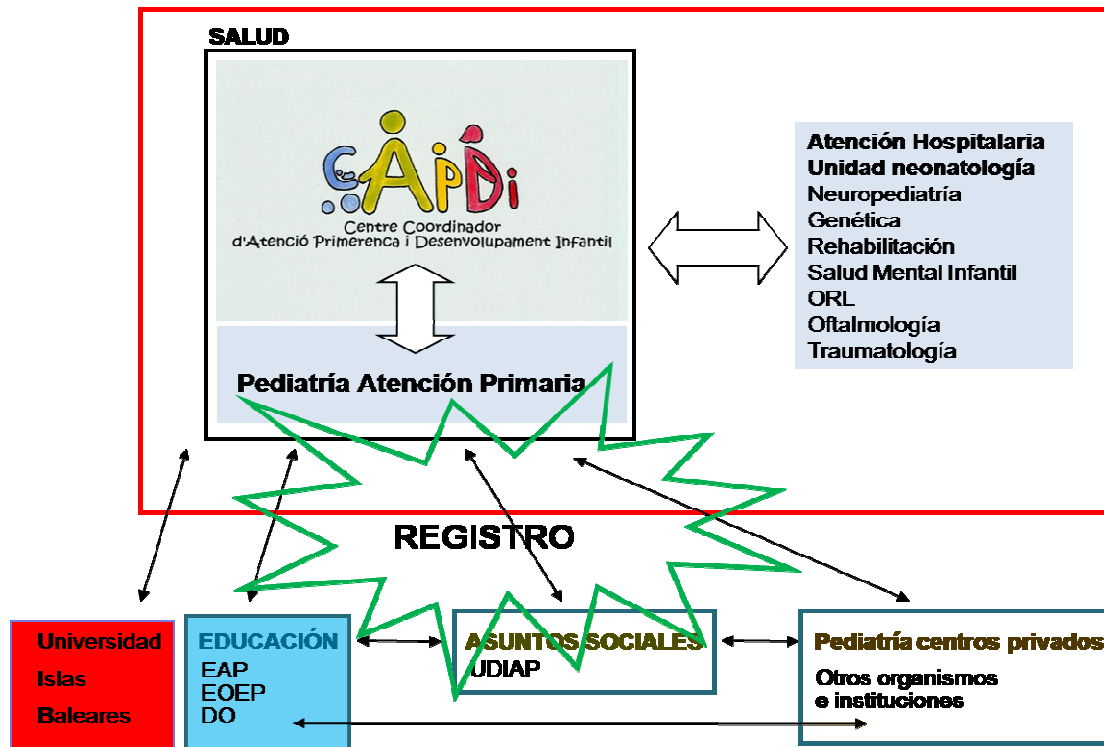 SALUD
CAPDi
Centre Coordinador
d'Atenció Primerenca i Desenvolupament Infantil
Pediatría Atención Primaria
Atención Hospitalaria
Unidad neonatología
Neuropediatría
Genética
Rehabilitación
Salud Mental Infantil
ORL
Oftalmología
Traumatología
REGISTRO
Universidad
Islas
Baleares
EDUCACIÓN
EAP
EOEP
DO
ASUNTOS SOCIALES
UDIAP
Pediatría centros privados
Otros organismos
e instituciones